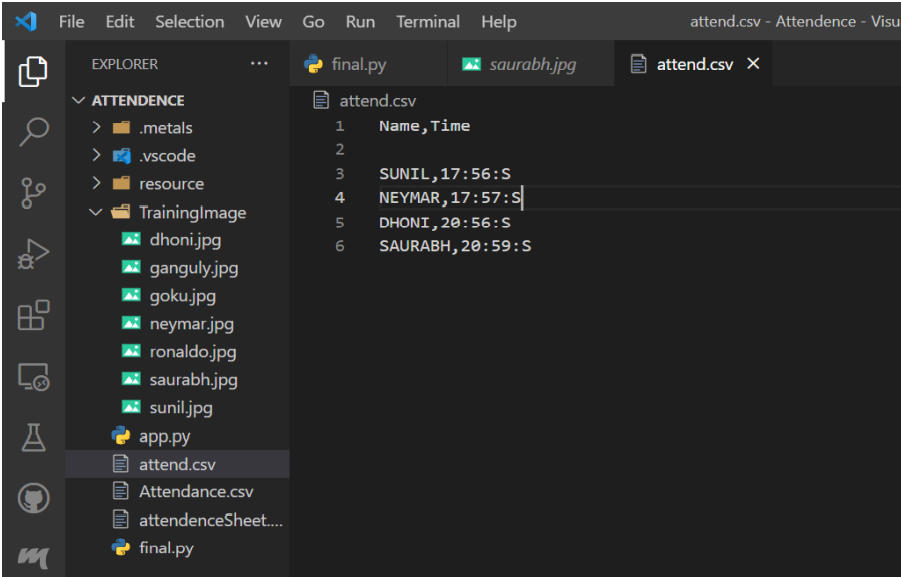 File Edit Selection View Go Run Terminal Help attend.csv - Attendence - Visu
EXPLORER ...
final.py saurabh.jpg attend.csv
ATTENDENCE
.metals
.vscode
resource
TrainingImage
dhoni.jpg
ganguly.jpg
goku.jpg
neymar.jpg
ronaldo.jpg
saurabh.jpg
sunil.jpg
app.py
attend.csv
Attendance.csv
attendenceSheet....
final.py
attend.csv
1 Name,Time
2
3 SUNIL,17:56:S
4 NEYMAR,17:57:S
5 DHONI,20:56:S
6 SAURABH,20:59:S